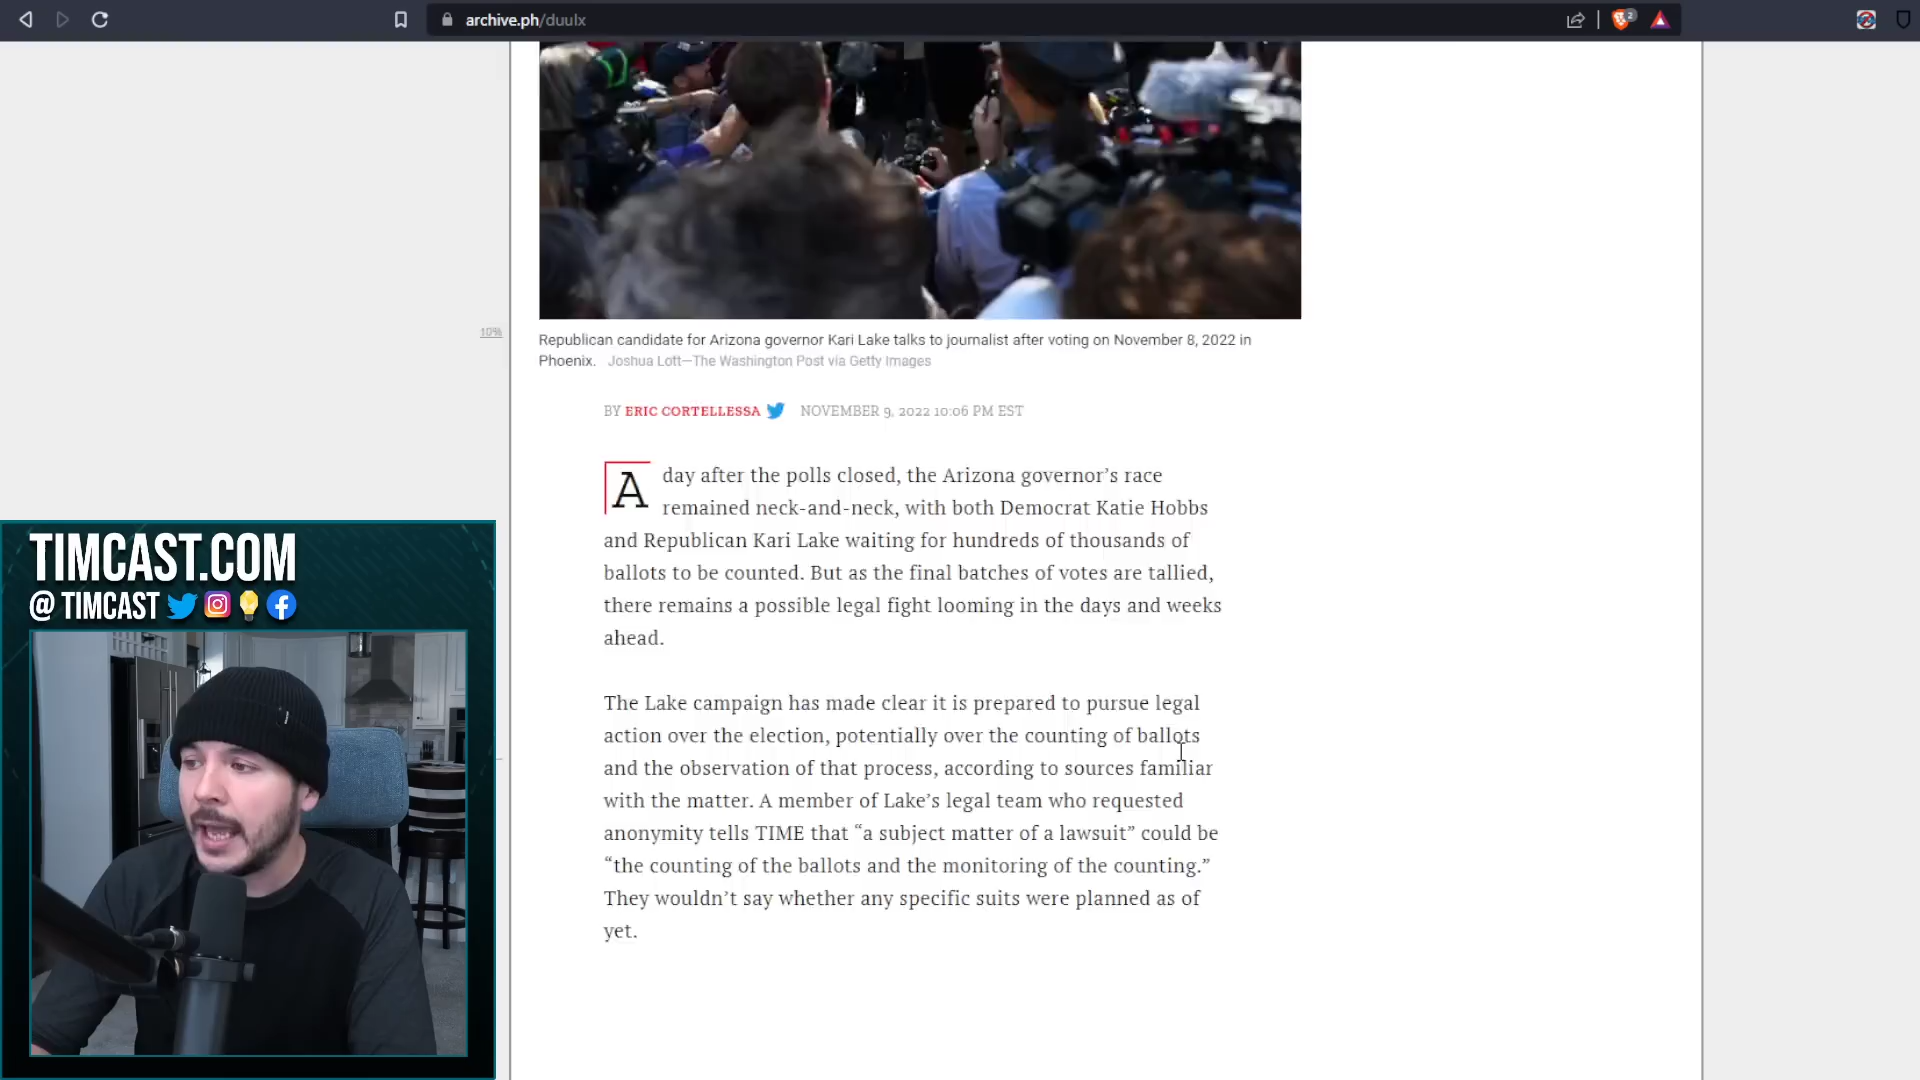 archive.ph/duulx
2
10%
Republican candidate for Arizona governor Kari Lake talks to journalist after voting on November 8, 2022 in
Phoenix. Joshua Lott—The Washington Post via Getty Images
BY ERIC CORTELLESSA NOVEMBER 9, 2022 10:06 PM EST
A day after the polls closed, the Arizona governor’s race
remained neck-and-neck, with both Democrat Katie Hobbs
and Republican Kari Lake waiting for hundreds of thousands of
ballots to be counted. But as the final batches of votes are tallied,
there remains a possible legal fight looming in the days and weeks
ahead.
The Lake campaign has made clear it is prepared to pursue legal
action over the election, potentially over the counting of ballots
and the observation of that process, according to sources familiar
with the matter. A member of Lake’s legal team who requested
anonymity tells TIME that “a subject matter of a lawsuit” could be
“the counting of the ballots and the monitoring of the counting.”
They wouldn’t say whether any specific suits were planned as of
yet.
TIMCAST.COM
@ TIMCAST